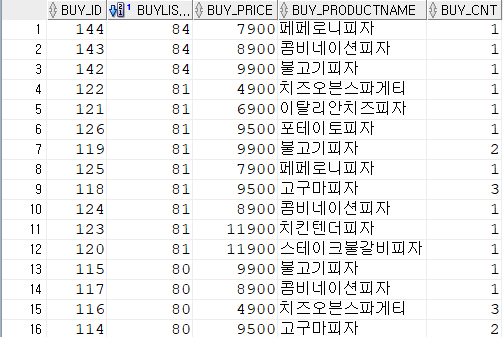 BUY_ID BUYLIS... BUY_PRICE BUY_PRODUCTNAME BUY_CNT
1 144 84 7900 페페로니피자 1
2 143 84 8900 콤비네이션피자 1
3 142 84 9900 불고기피자 1
4 122 81 4900 치즈오븐스파게티 1
5 121 81 6900 이탈리안치즈피자 1
6 126 81 9500 포테이토피자 1
7 119 81 9900 불고기피자 2
8 125 81 7900 페페로니피자 1
9 118 81 9500 고구마피자 3
10 124 81 8900 콤비네이션피자 1
11 123 81 11900 치킨텐더피자 1
12 120 81 11900 스테이크불갈비피자 1
13 115 80 9900 불고기피자 1
14 117 80 8900 콤비네이션피자 1
15 116 80 4900 치즈오븐스파게티 3
16 114 80 9500 고구마피자 2